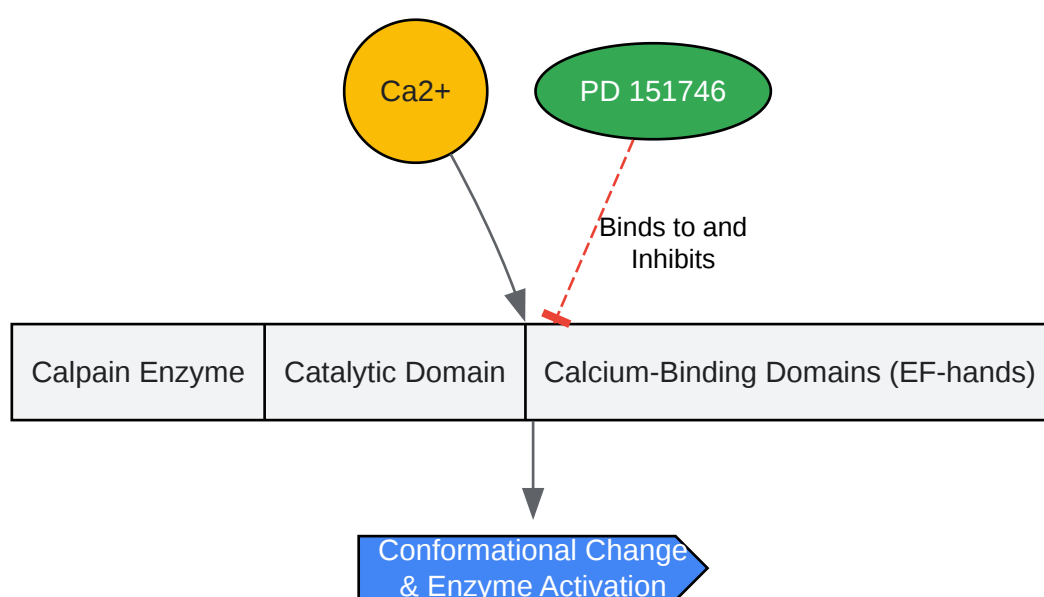 Ca2+
PD 151746
Binds to and
Inhibits
Calpain Enzyme
Catalytic Domain
Calcium-Binding Domains (EF-hands)
Conformational Change
& Enzyme Activation